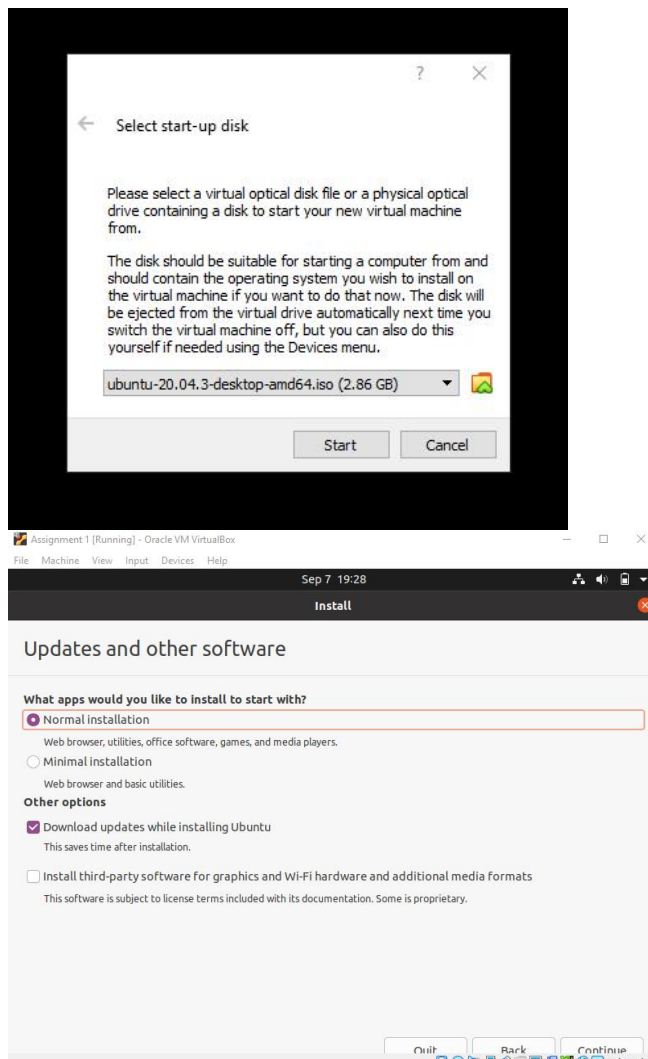 ?
Select start-up disk
Please select a virtual optical disk file or a physical optical
drive containing a disk to start your new virtual machine
from.
The disk should be suitable for starting a computer from and
should contain the operating system you wish to install on
the virtual machine if you want to do that now. The disk will
be ejected from the virtual drive automatically next time you
switch the virtual machine off, but you can also do this
yourself if needed using the Devices menu.
ubuntu-20.04.3-desktop-amd64.iso (2.86 GB)
Start Cancel
Assignment 1 [Running] - Oracle VM VirtualBox
File Machine View Input Devices Help
Sep 7 19:28
Install
Updates and other software
What apps would you like to install to start with?
Normal installation
Web browser, utilities, office software, games, and media players.
Minimal installation
Web browser and basic utilities.
Other options
Download updates while installing Ubuntu
This saves time after installation.
Install third-party software for graphics and Wi-Fi hardware and additional media formats
This software is subject to license terms included with its documentation. Some is proprietary.
Quit Back Continue